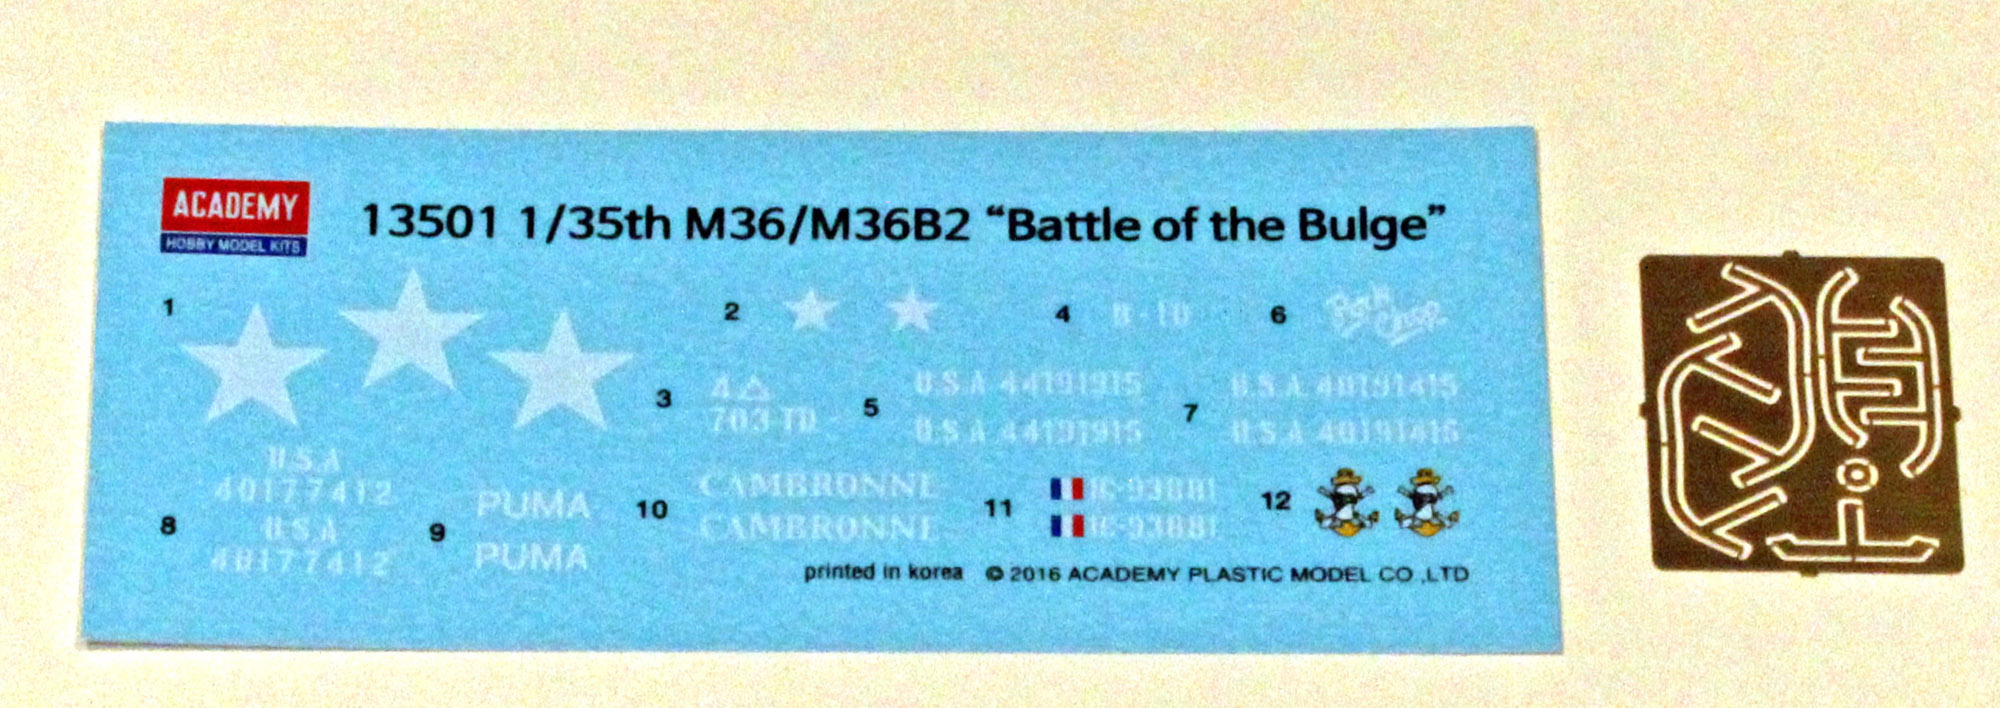 ACADEMY
HOBBY MODEL KITS
13501 1/35th M36/M36B2 “Battle of the Bulge”
1
2
4
6
3
4
703 TD
5
U.S.A 44191915
U.S.A 44191915
7
U.S.A 40191415
U.S.A 40191415
8
U.S.A
40177412
U.S.A
40177412
9
PUMA
PUMA
10
CAMBRONNE
CAMBRONNE
11
12
printed in korea © 2016 ACADEMY PLASTIC MODEL CO .,LTD